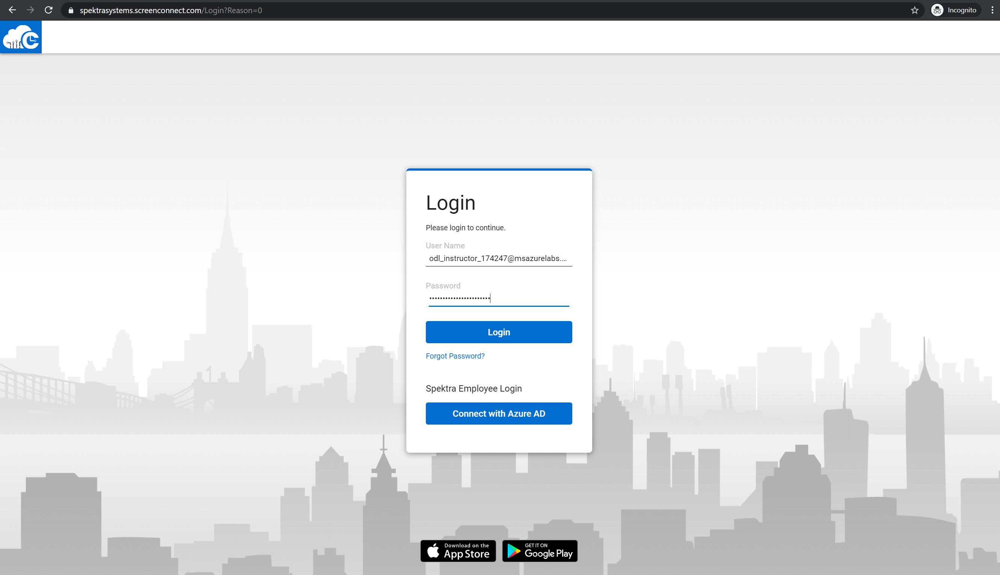 spektrasystems.screenconnect.com/Login?Reason=0
Incognito
Login
Please login to continue.
User Name
odl_instructor_174247@msazurelabs....
Password
Login
Forgot Password?
Spektra Employee Login
Connect with Azure AD
Download on the
App Store
GET IT ON
Google Play